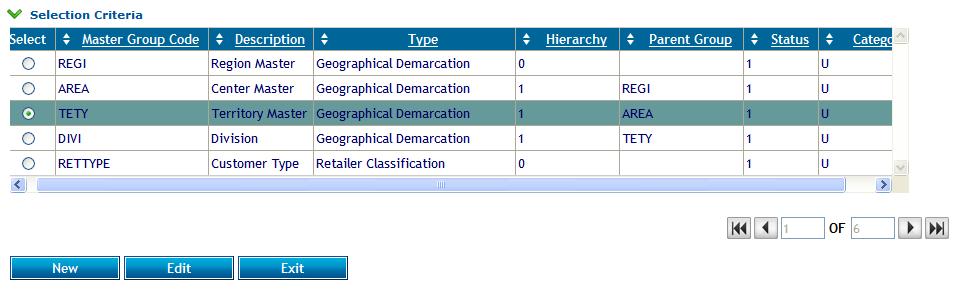 Selection Criteria
Select Master Group Code Description Type Hierarchy Parent Group Status Catego
REGI Region Master Geographical Demarcation 0 1 U
AREA Center Master Geographical Demarcation 1 REGI 1 U
TETY Territory Master Geographical Demarcation 1 AREA 1 U
DIVI Division Geographical Demarcation 1 TETY 1 U
RETTYPE Customer Type Retailer Classification 0 1 U
1 OF 6
New Edit Exit